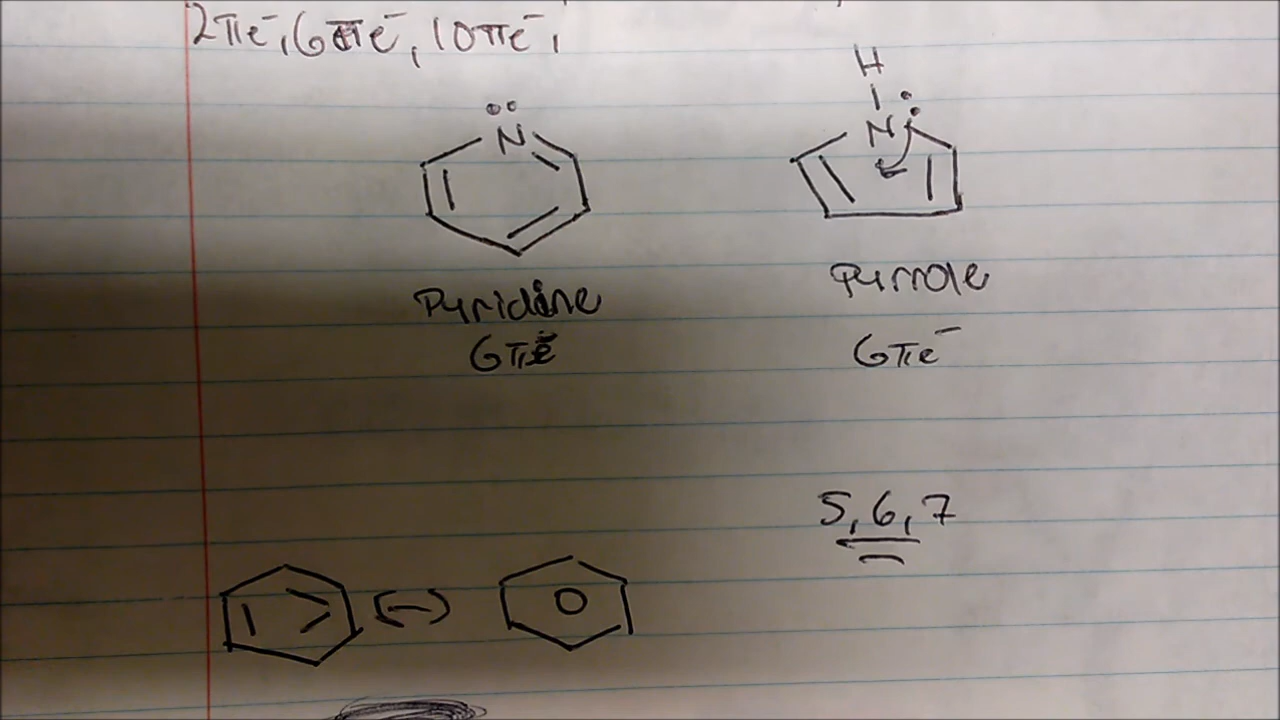 2πe⁻, 6πe⁻, 10πe⁻,
N
H
N
Pyridine
6πe⁻
Pyrrole
6πe⁻
5, 6, 7